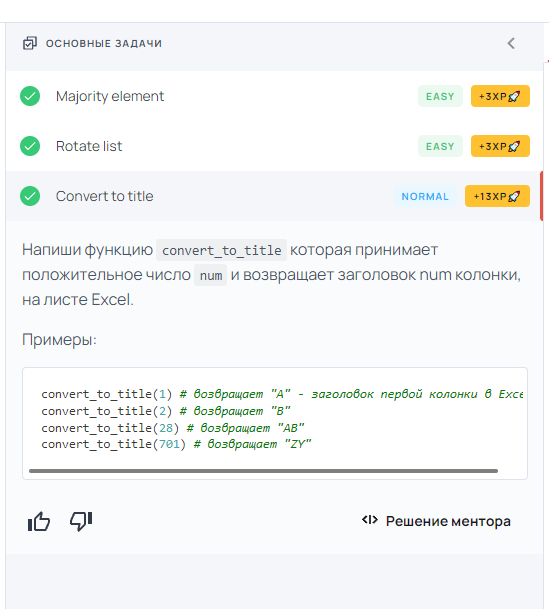 ОСНОВНЫЕ ЗАДАЧИ
Majority element EASY +3XP
Rotate list EASY +3XP
Convert to title NORMAL +13XP
Напиши функцию convert_to_title которая принимает
положительное число num и возвращает заголовок num колонки,
на листе Excel.
Примеры:
convert_to_title(1) # возвращает "A" - заголовок первой колонки в Exce
convert_to_title(2) # возвращает "B"
convert_to_title(28) # возвращает "AB"
convert_to_title(701) # возвращает "ZY"
Решение ментора